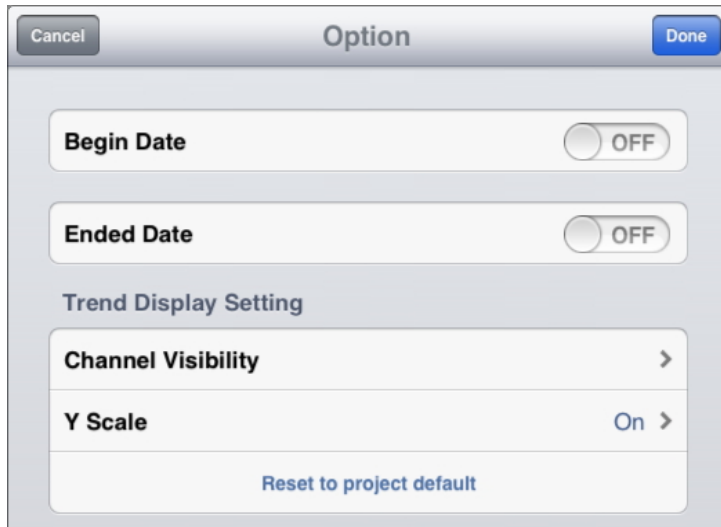 Cancel Option Done
Begin Date OFF
Ended Date OFF
Trend Display Setting
Channel Visibility
Y Scale On
Reset to project default